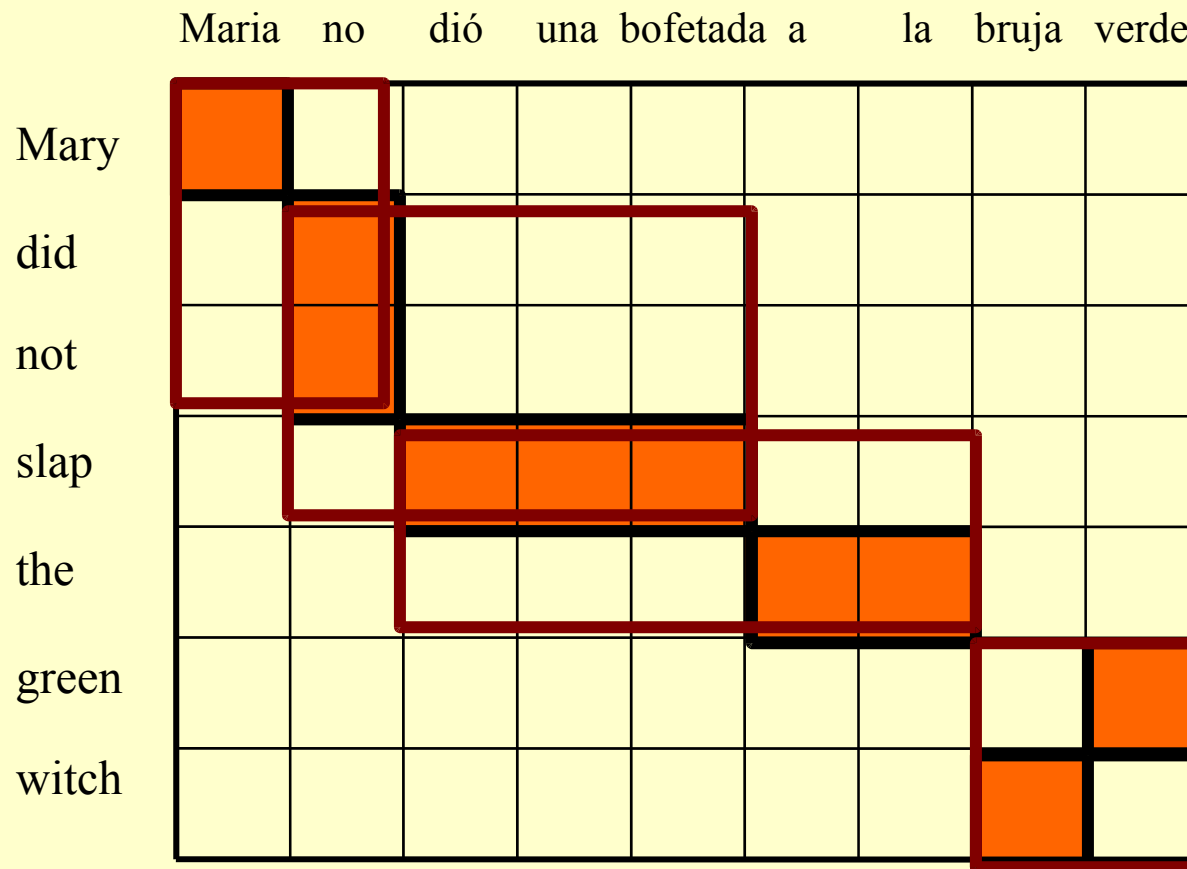 Maria no dió una bofetada a la bruja verde
Mary
did
not
slap
the
green
witch